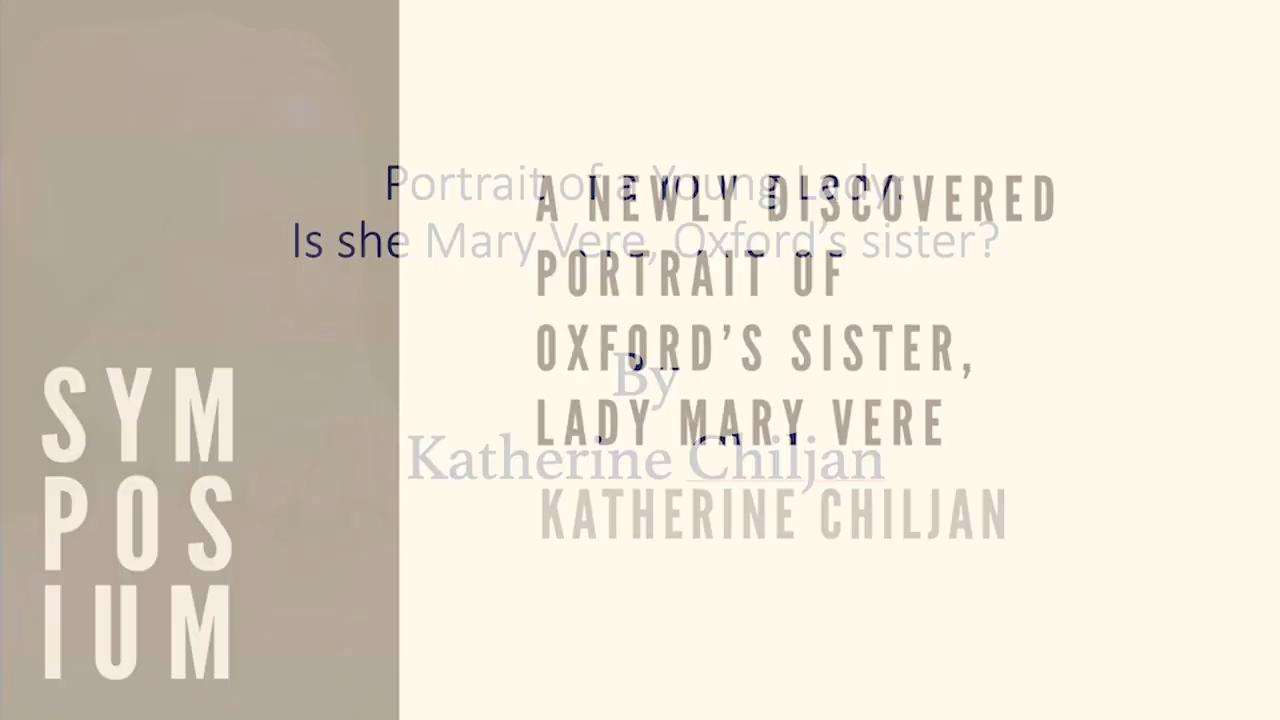 SYM
POS
IUM
A NEWLY DISCOVERED
PORTRAIT OF
OXFORD'S SISTER,
LADY MARY VERE
KATHERINE CHILJAN
Portrait of a Young Lady:
Is she Mary Vere, Oxford's sister?
By
Katherine Chiljan